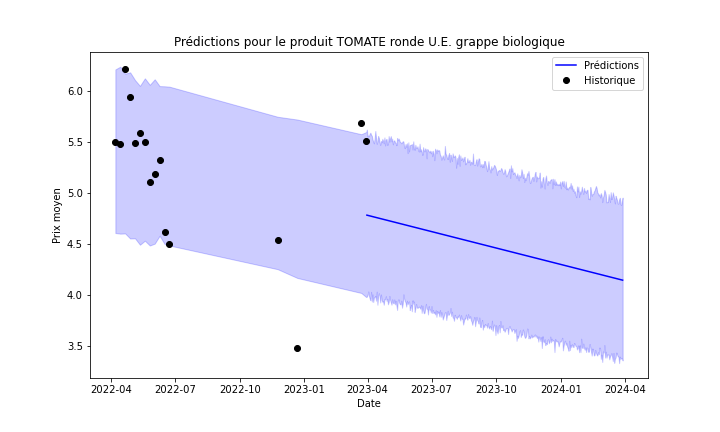 Prédictions pour le produit TOMATE ronde U.E. grappe biologique
Prédictions
Historique
Prix moyen
6.0
5.5
5.0
4.5
4.0
3.5
2022-04 2022-07 2022-10 2023-01 2023-04 2023-07 2023-10 2024-01 2024-04
Date